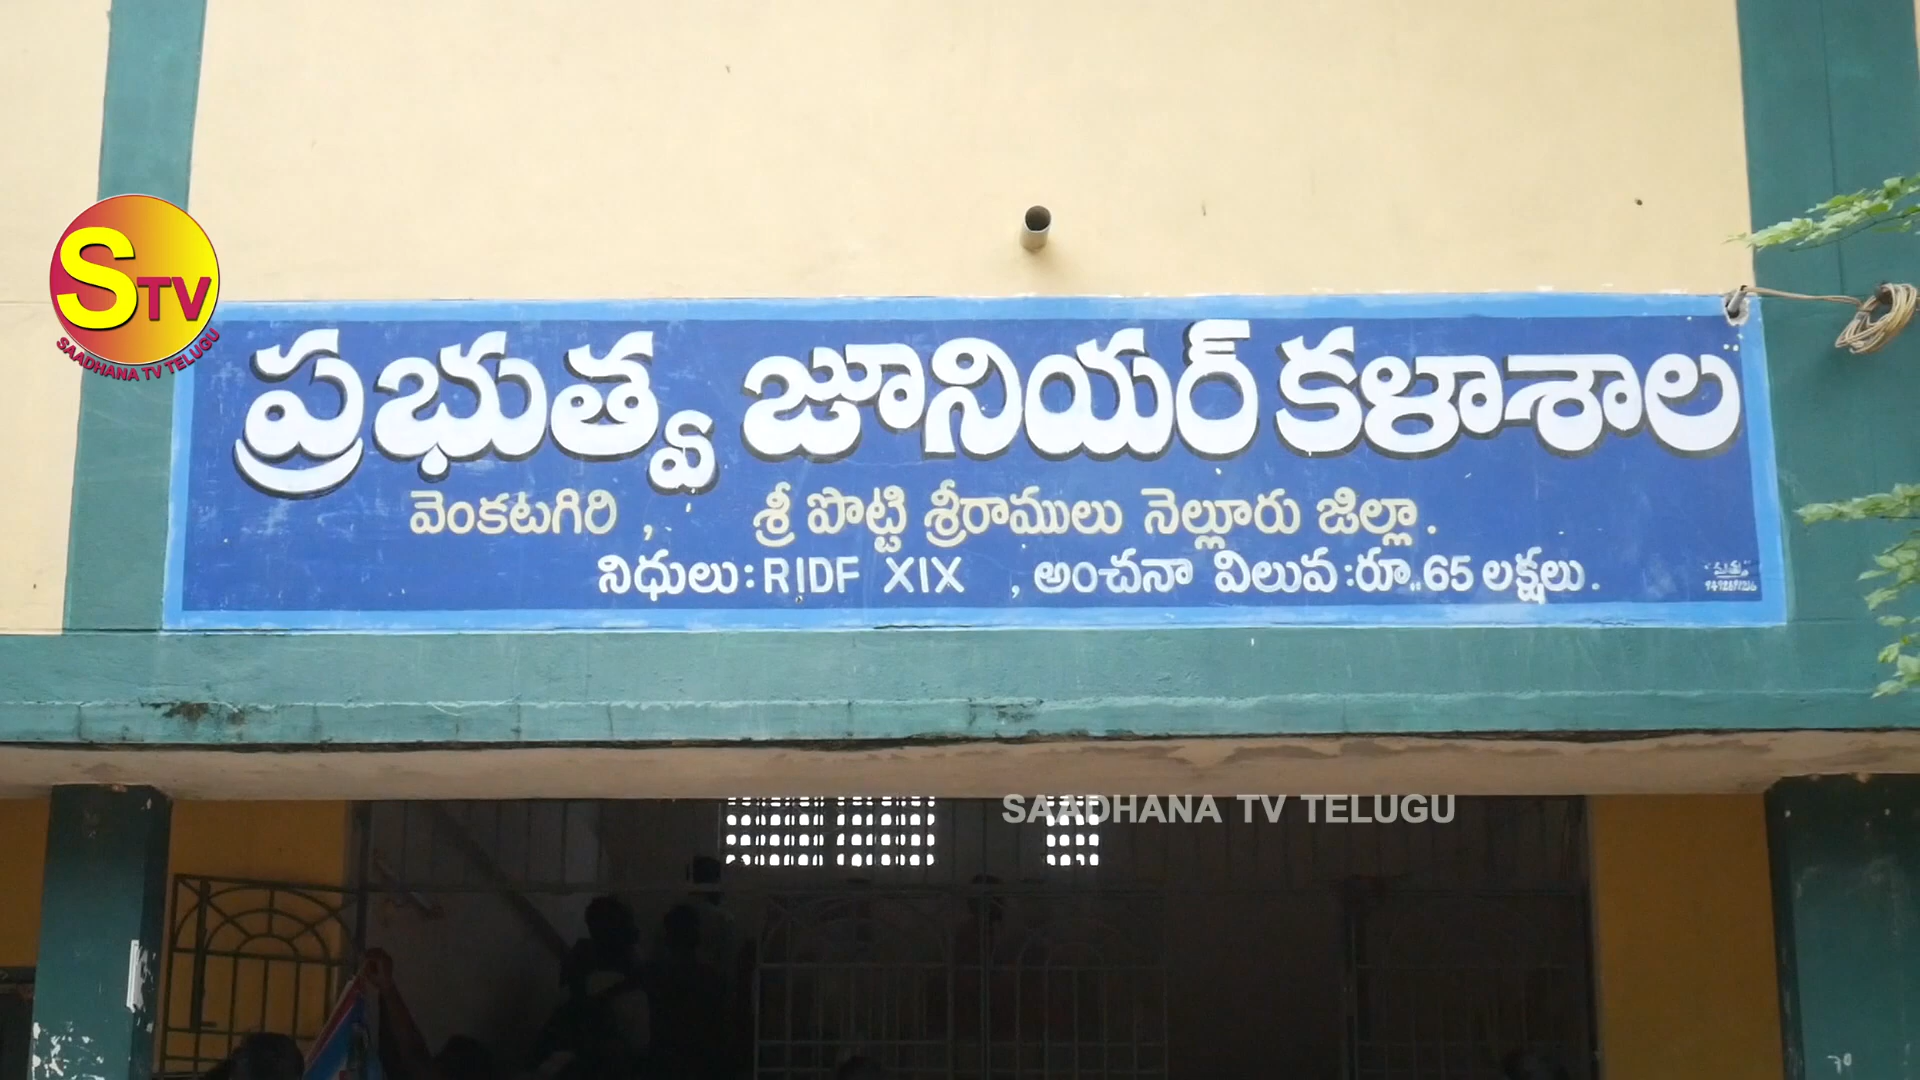 STV
SAADHANA TV TELUGU
ప్రభుత్వ జూనియర్ కళాశాల
వెంకటగిరి , శ్రీ పొట్టి శ్రీరాములు నెల్లూరు జిల్లా.
నిధులు: RIDF XIX , అంచనా విలువ:రూ..65 లక్షలు.
SAADHANA TV TELUGU